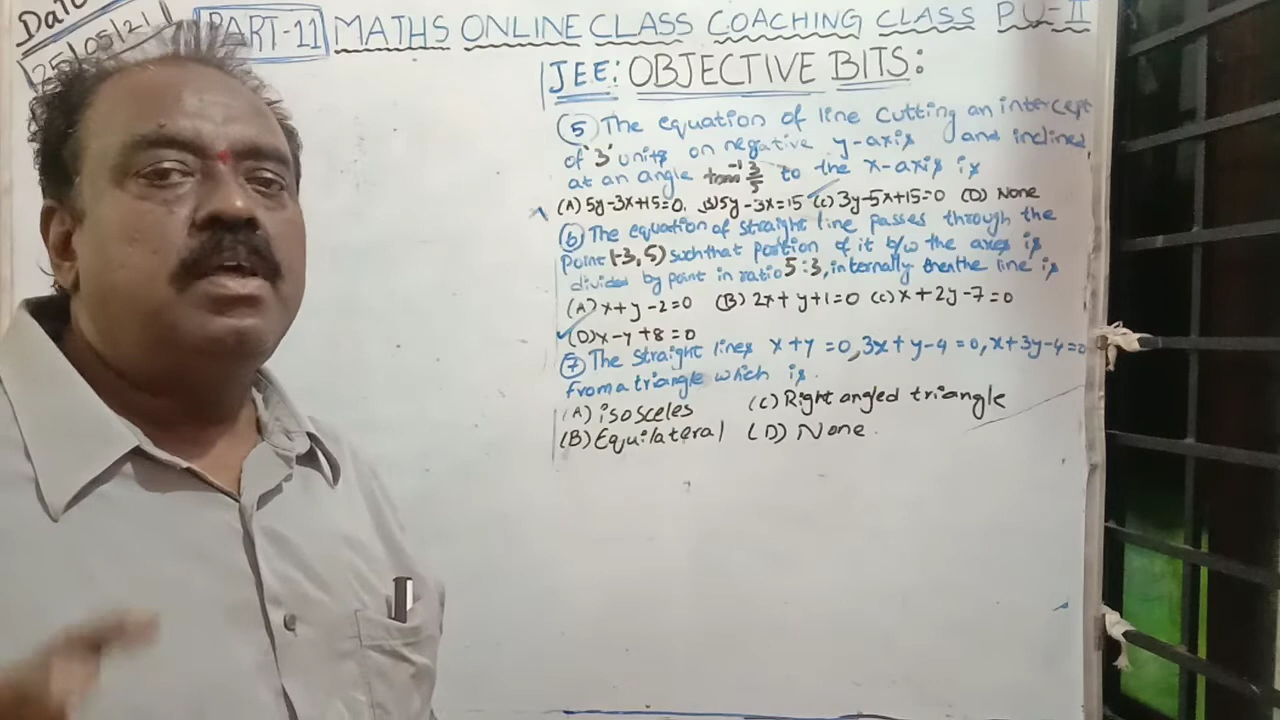 Date
25/05/21
PART-11 MATHS ONLINE CLASS COACHING CLASS P.U-II
JEE: OBJECTIVE BITS:
(5) The equation of line cutting an intercept
of '3' units on negative y-axis and inclined
at an angle tan⁻¹ 3/5 to the x-axis is
(A) 5y-3x+15=0. (B) 5y-3x=15 (C) 3y-5x+15=0 (D) None
(6) The equation of straight line passes through the
point (-3, 5) such that portion of it b/w the axes is
divided by point in ratio 5:3, internally then the line is
(A) x+y-2=0 (B) 2x+y+1=0 (C) x+2y-7=0
(D) x-y+8=0
(7) The straight lines x+y=0, 3x+y-4=0, x+3y-4=0
from a triangle which is.
(A) isosceles (C) Right angled triangle
(B) Equilateral (D) None.